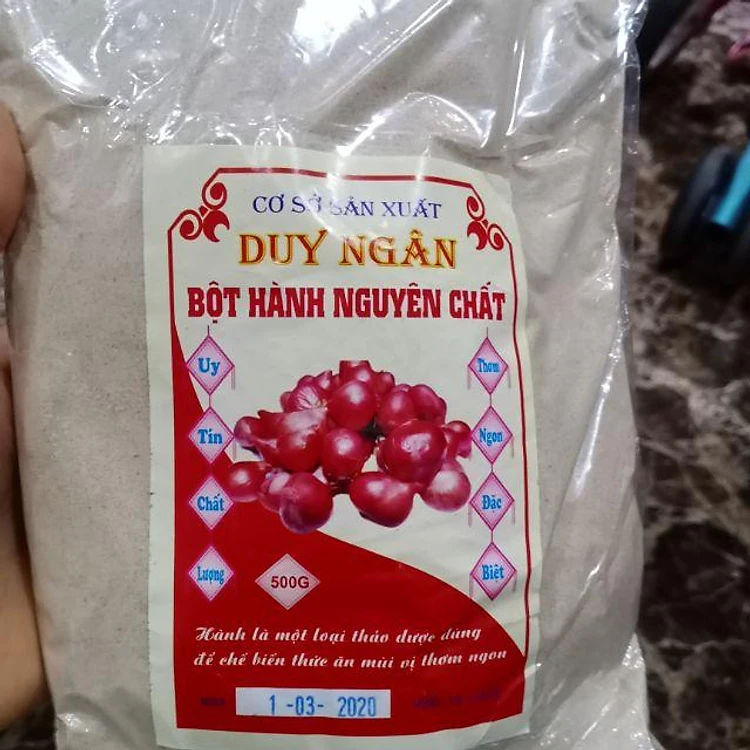 CƠ SỞ SẢN XUẤT
DUY NGÂN
BỘT HÀNH NGUYÊN CHẤT
Uy
Tín
Chất
Lượng
Thơm
Ngon
Đặc
Biệt
500G
Hành là một loại thảo dược dùng
để chế biến thức ăn mùi vị thơm ngon
1-03-2020